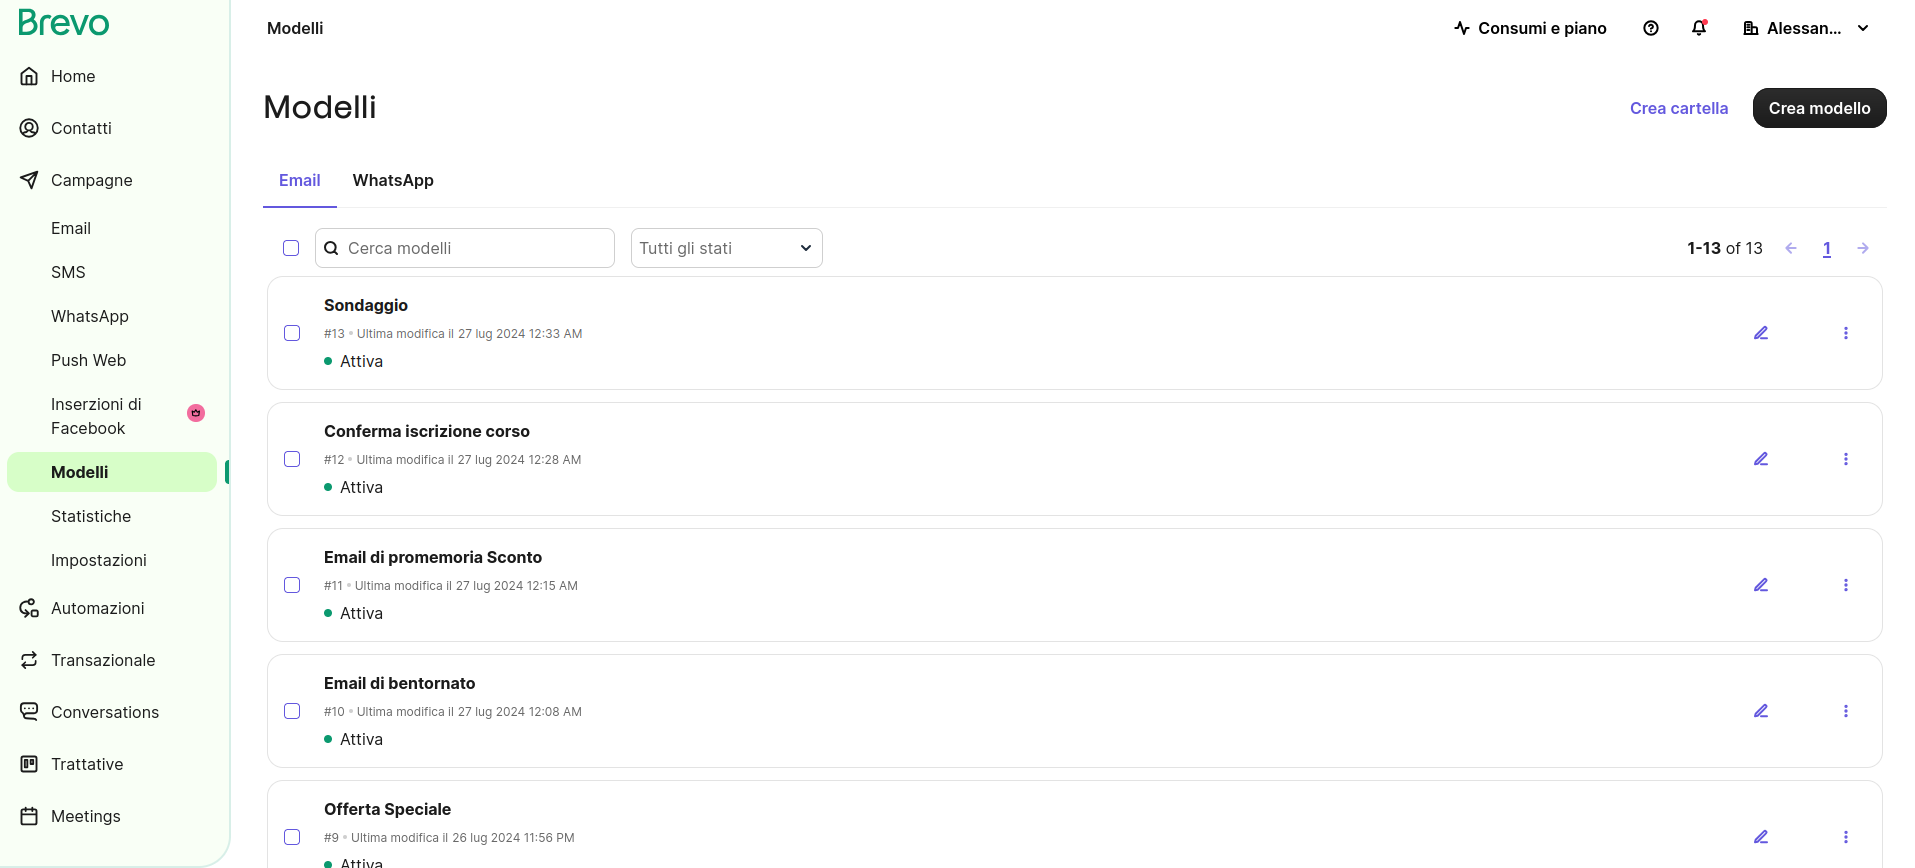 Brevo
Home
Contatti
Campagne
Email
SMS
WhatsApp
Push Web
Inserzioni di
Facebook
Modelli
Statistiche
Impostazioni
Automazioni
Transazionale
Conversations
Trattative
Meetings
Modelli
Consumi e piano
Alessan...
Modelli
Crea cartella
Crea modello
Email
WhatsApp
Cerca modelli
Tutti gli stati
1-13 of 13
1
Sondaggio
#13 • Ultima modifica il 27 lug 2024 12:33 AM
Attiva
Conferma iscrizione corso
#12 • Ultima modifica il 27 lug 2024 12:28 AM
Attiva
Email di promemoria Sconto
#11 • Ultima modifica il 27 lug 2024 12:15 AM
Attiva
Email di bentornato
#10 • Ultima modifica il 27 lug 2024 12:08 AM
Attiva
Offerta Speciale
#9 • Ultima modifica il 26 lug 2024 11:56 PM
Attiva